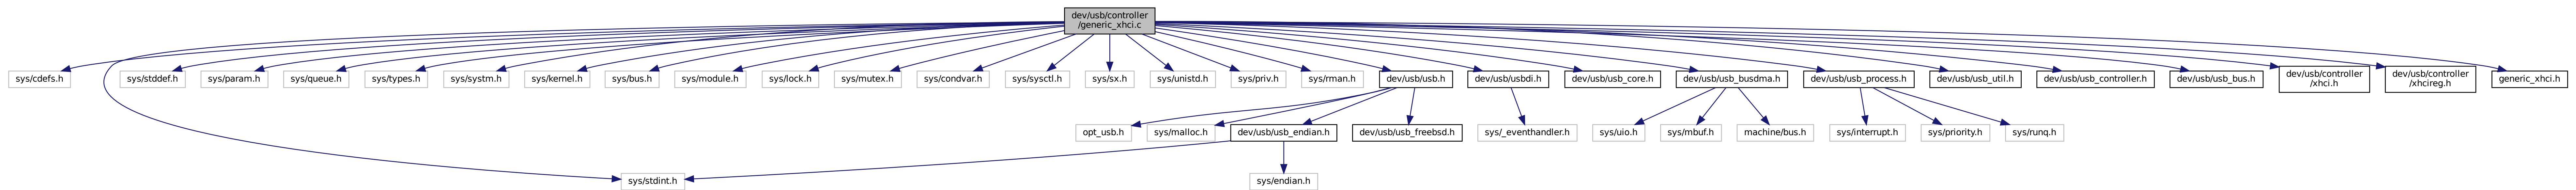 dev/usb/controller
/generic_xhci.c
sys/cdefs.h
sys/stddef.h
sys/param.h
sys/queue.h
sys/types.h
sys/systm.h
sys/kernel.h
sys/bus.h
sys/module.h
sys/lock.h
sys/mutex.h
sys/condvar.h
sys/sysctl.h
sys/sx.h
sys/unistd.h
sys/priv.h
sys/rman.h
dev/usb/usb.h
dev/usb/usbdi.h
dev/usb/usb_core.h
dev/usb/usb_busdma.h
dev/usb/usb_process.h
dev/usb/usb_util.h
dev/usb/usb_controller.h
dev/usb/usb_bus.h
dev/usb/controller
/xhci.h
dev/usb/controller
/xhcireg.h
generic_xhci.h
opt_usb.h
sys/malloc.h
dev/usb/usb_endian.h
dev/usb/usb_freebsd.h
sys/_eventhandler.h
sys/uio.h
sys/mbuf.h
machine/bus.h
sys/interrupt.h
sys/priority.h
sys/runq.h
sys/stdint.h
sys/endian.h